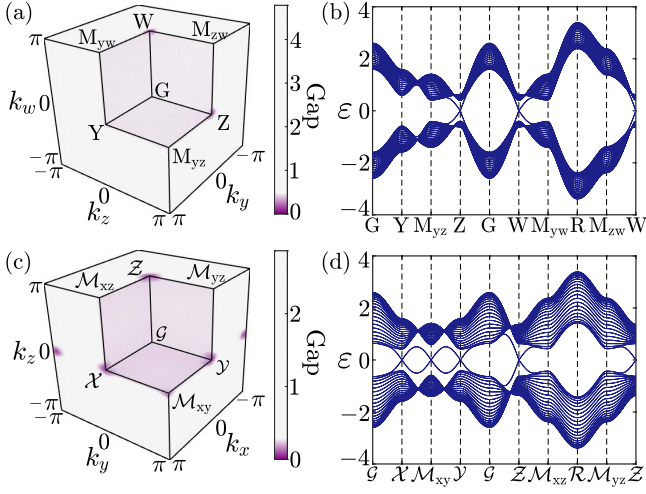 (a)
W
π
M_yw
M_zw
G
k_w
0
Y
Z
M_yz
−π
−π
0
k_z
π
π
0
k_y
−π
4
3
2
1
0
Gap
(b)
4
2
0
−2
−4
ε
G Y M_yz Z G W M_yw R M_zw W
(c)
𝒵
π
ℳ_xz
ℳ_yz
𝒢
k_z
0
𝒳
𝒴
ℳ_xy
−π
−π
0
k_y
π
π
0
k_x
−π
2
1
0
Gap
(d)
4
2
0
−2
−4
ε
𝒢 𝒳 ℳ_xy 𝒴 𝒢 𝒵 ℳ_xz ℛ ℳ_yz 𝒵